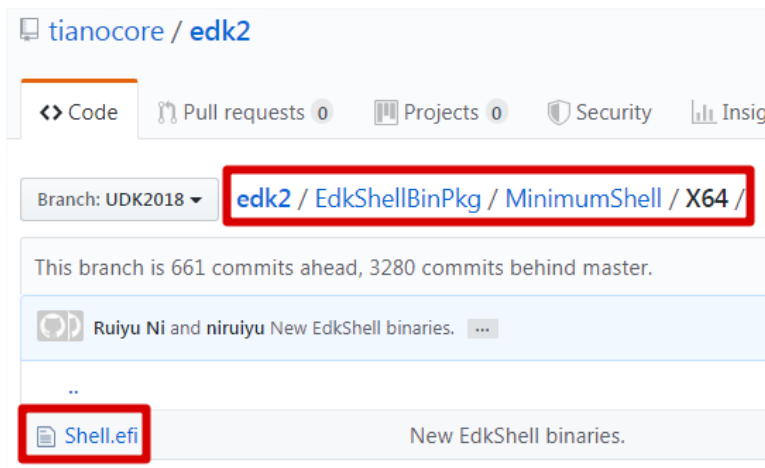 tianocore / edk2
<> Code Pull requests 0 Projects 0 Security Insig
Branch: UDK2018 edk2 / EdkShellBinPkg / MinimumShell / X64 /
This branch is 661 commits ahead, 3280 commits behind master.
Ruiyu Ni and niruiyu New EdkShell binaries. ...
..
Shell.efi New EdkShell binaries.